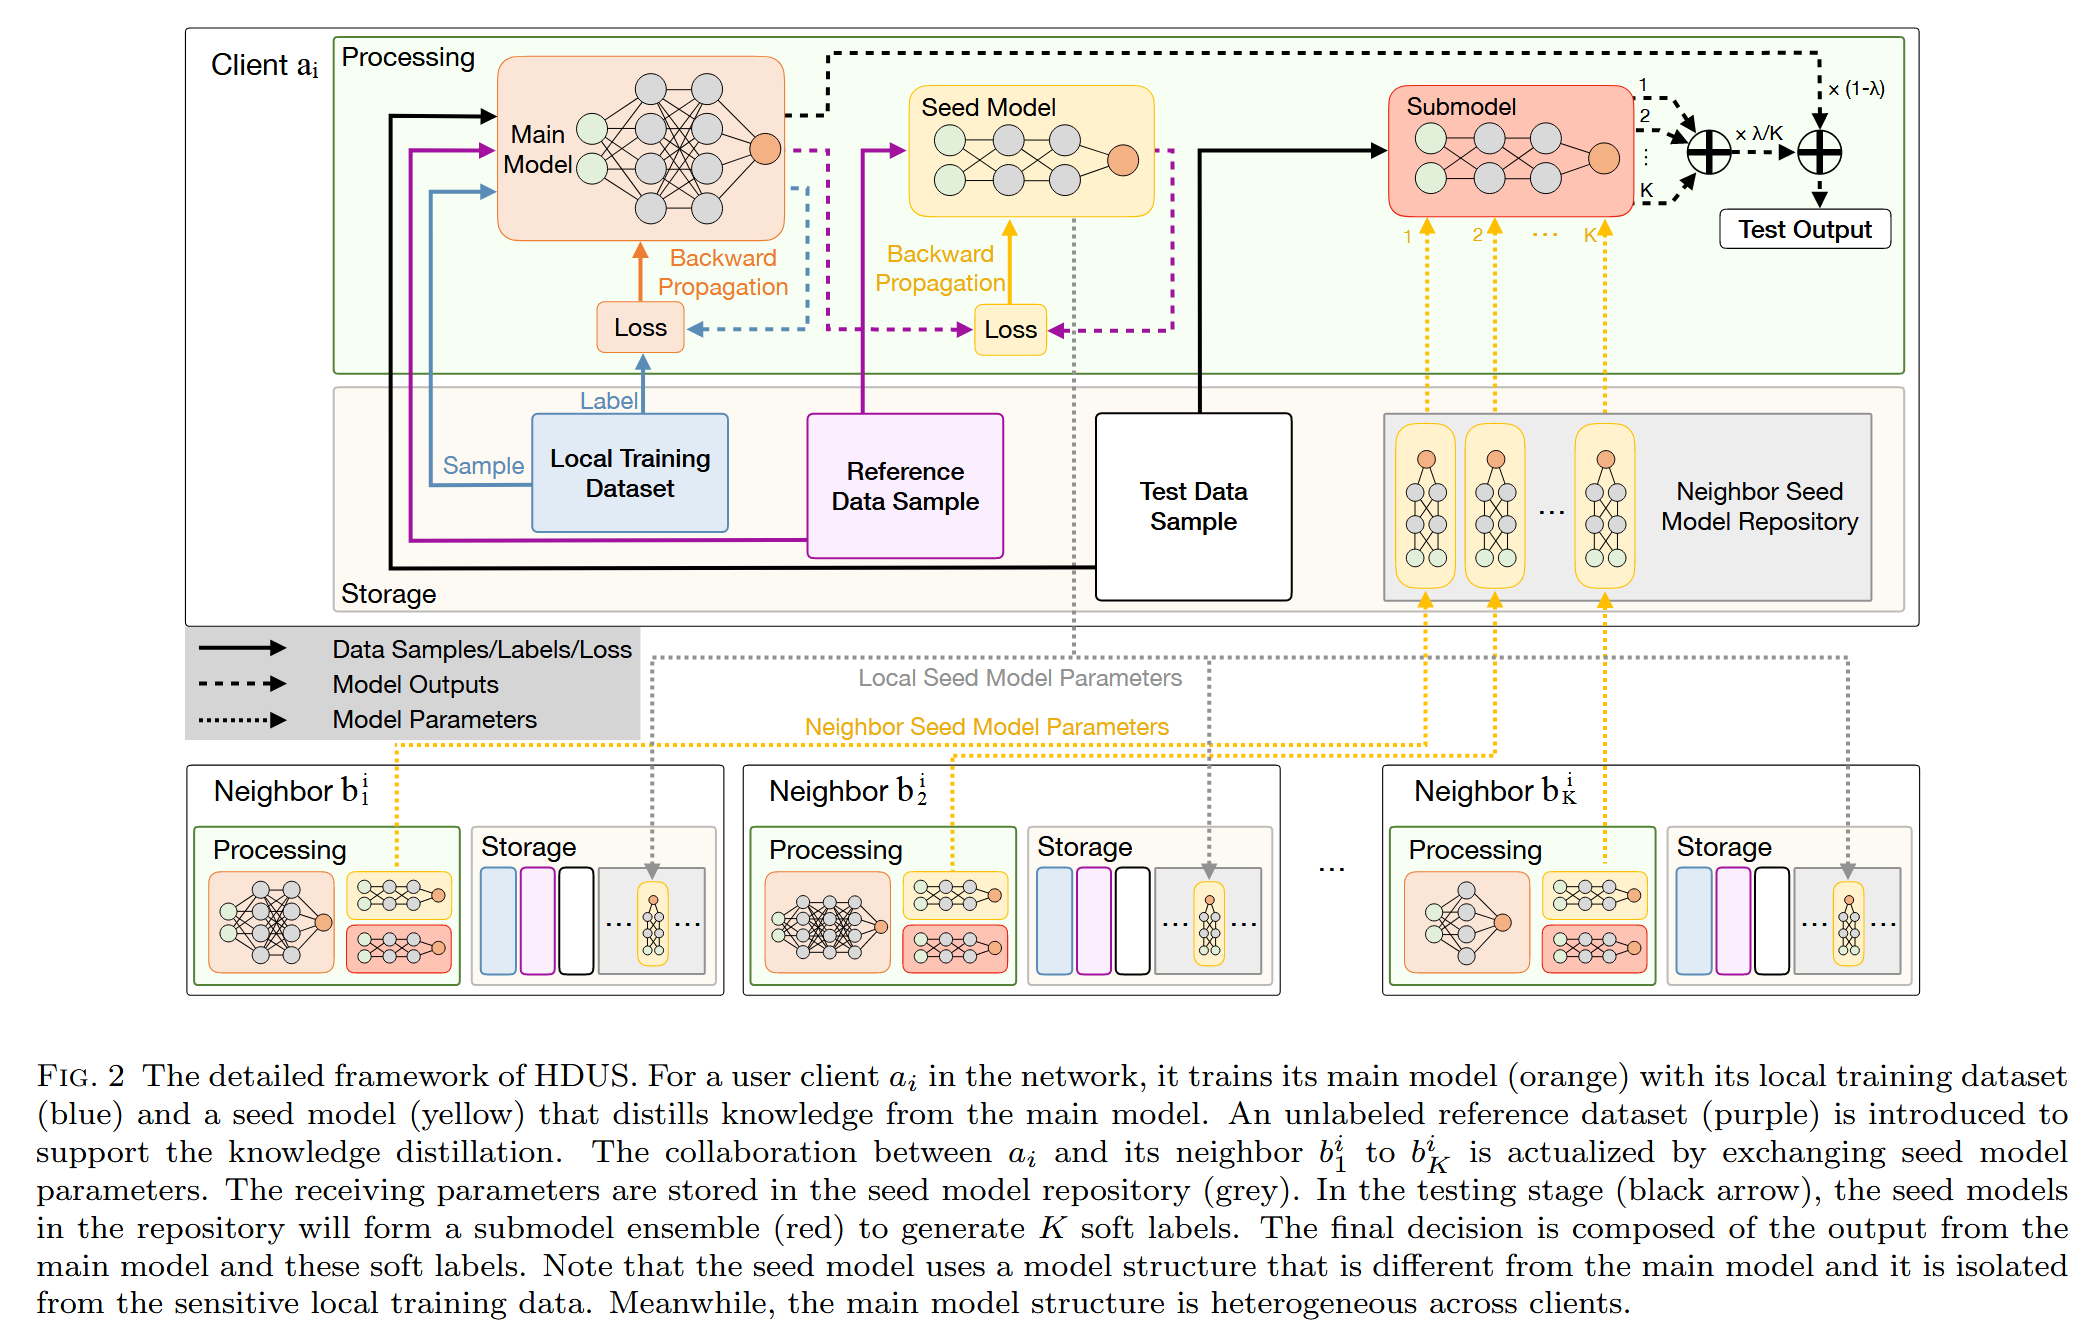 Client aᵢ
Processing
Main
Model
Seed Model
Submodel
1
2
⋮
K
× λ/K
× (1-λ)
Test Output
Backward
Propagation
Backward
Propagation
1
2
···
K
Loss
Loss
Label
Sample
Local Training
Dataset
Reference
Data Sample
Test Data
Sample
···
Neighbor Seed
Model Repository
Storage
Data Samples/Labels/Loss
Model Outputs
Model Parameters
Local Seed Model Parameters
Neighbor Seed Model Parameters
Neighbor b₁ⁱ
Processing
Storage
··· ···
Neighbor b₂ⁱ
Processing
Storage
··· ···
···
Neighbor b_Kⁱ
Processing
Storage
··· ···
FIG. 2 The detailed framework of HDUS. For a user client aᵢ in the network, it trains its main model (orange) with its local training dataset
(blue) and a seed model (yellow) that distills knowledge from the main model. An unlabeled reference dataset (purple) is introduced to
support the knowledge distillation. The collaboration between aᵢ and its neighbor b₁ⁱ to b_Kⁱ is actualized by exchanging seed model
parameters. The receiving parameters are stored in the seed model repository (grey). In the testing stage (black arrow), the seed models
in the repository will form a submodel ensemble (red) to generate K soft labels. The final decision is composed of the output from the
main model and these soft labels. Note that the seed model uses a model structure that is different from the main model and it is isolated
from the sensitive local training data. Meanwhile, the main model structure is heterogeneous across clients.